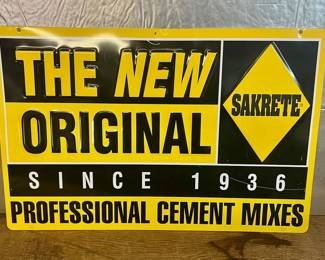 THE NEW
ORIGINAL
SAKRETE
SINCE 1936
PROFESSIONAL CEMENT MIXES